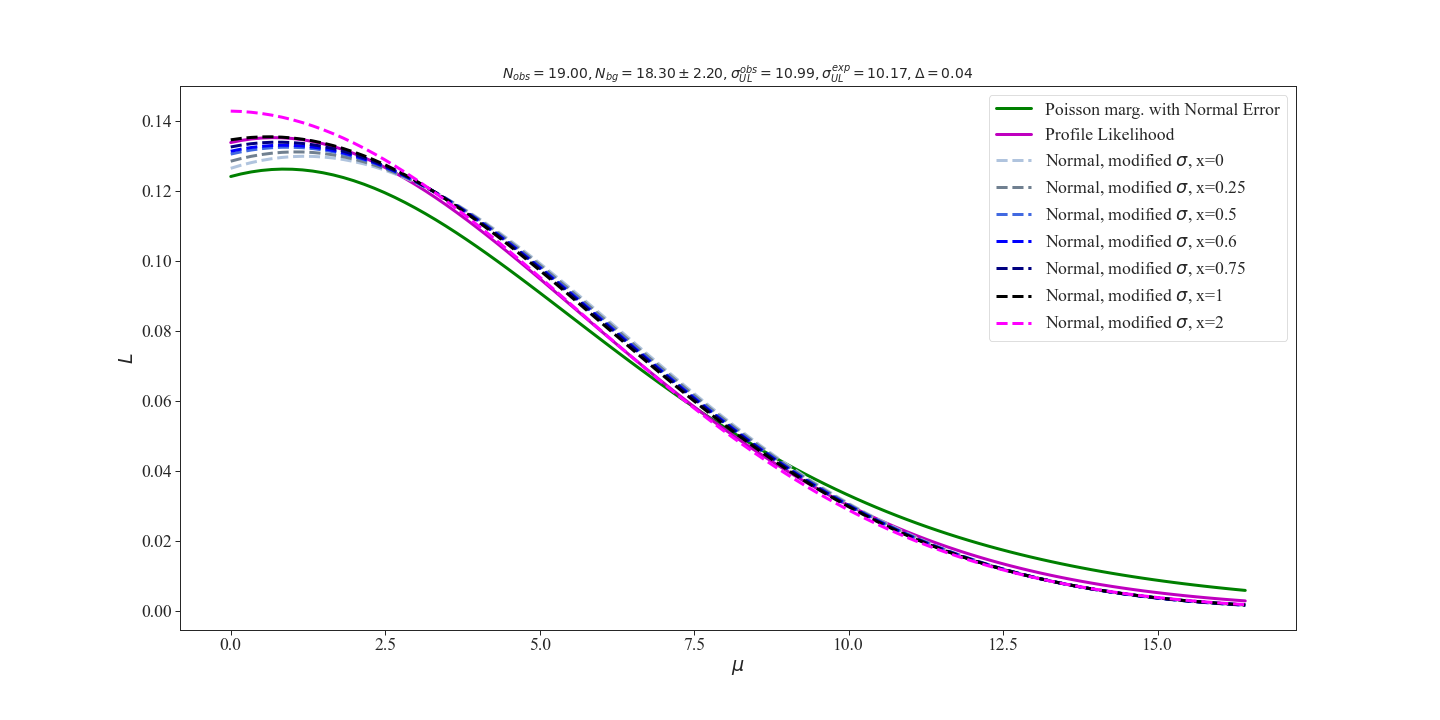 N_obs = 19.00, N_bg = 18.30 ± 2.20, σ_UL^obs = 10.99, σ_UL^exp = 10.17, Δ = 0.04
Poisson marg. with Normal Error
Profile Likelihood
Normal, modified σ, x=0
Normal, modified σ, x=0.25
Normal, modified σ, x=0.5
Normal, modified σ, x=0.6
Normal, modified σ, x=0.75
Normal, modified σ, x=1
Normal, modified σ, x=2
0.14
0.12
0.10
0.08
0.06
0.04
0.02
0.00
L
0.0 2.5 5.0 7.5 10.0 12.5 15.0
μ